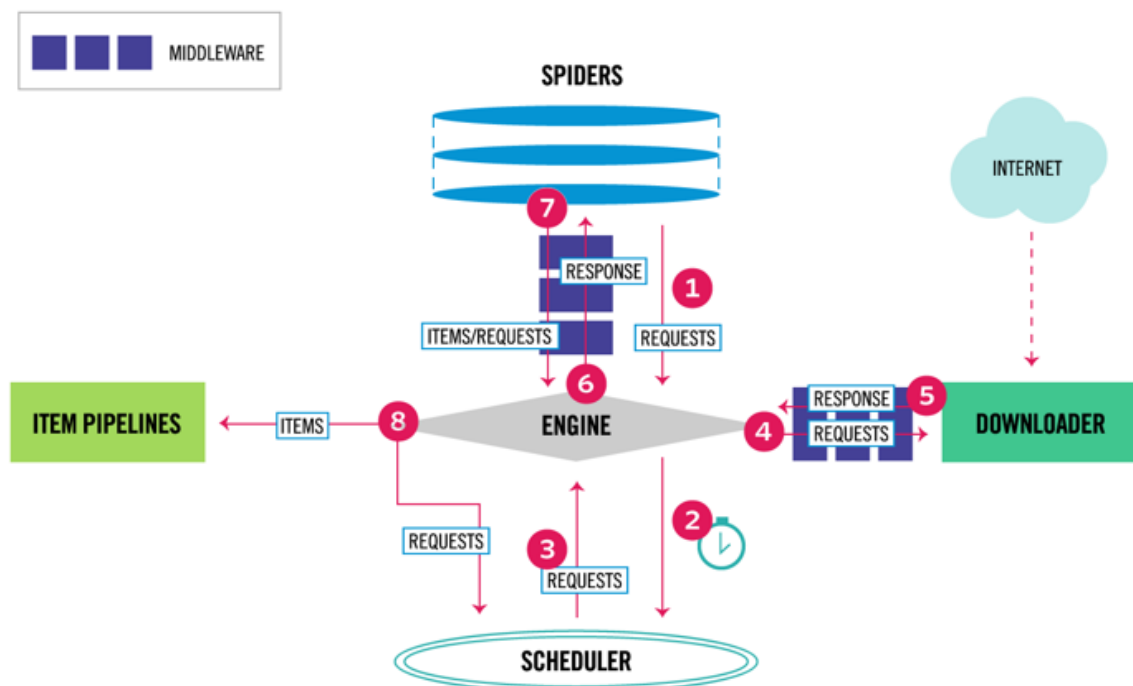 MIDDLEWARE
SPIDERS
INTERNET
7
RESPONSE
1
ITEMS/REQUESTS
REQUESTS
6
5
RESPONSE
ITEM PIPELINES
ITEMS
8
ENGINE
4
REQUESTS
DOWNLOADER
2
REQUESTS
3
REQUESTS
SCHEDULER